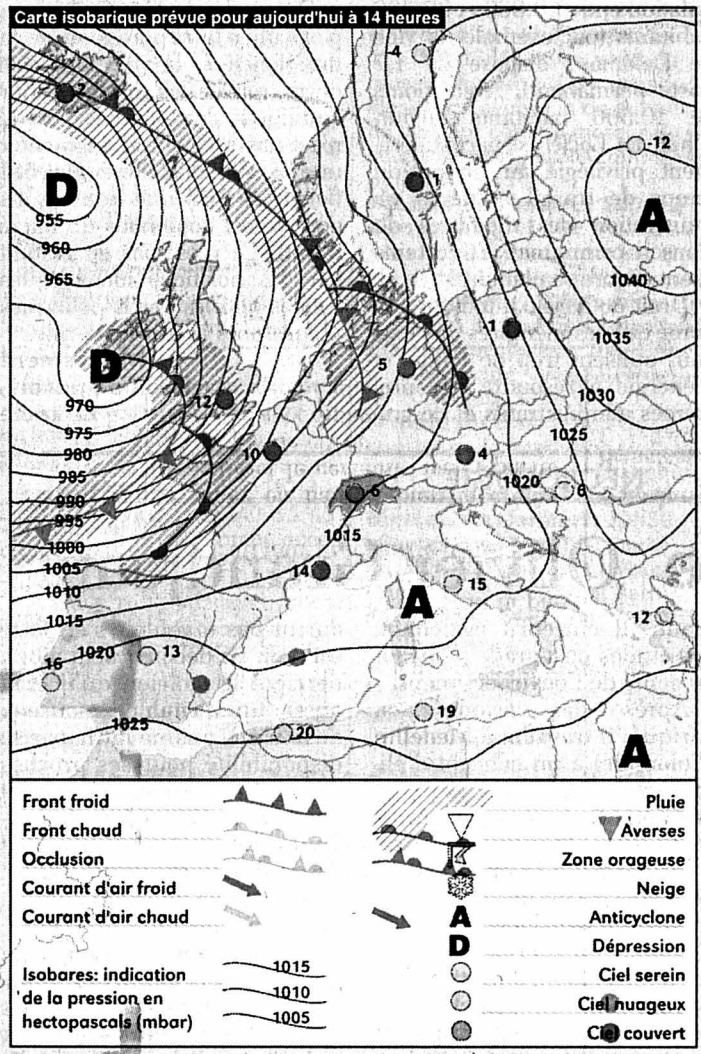 Carte isobarique prévue pour aujourd'hui à 14 heures
-4
2
-12
D
1
A
955
960
965
1040
1035
-1
D
5
970
12
1030
975
1025
980
10
4
985
1020
990
6
8
995
1015
1000
1005
14
15
1010
A
1015
12
1020
13
16
19
1025
20
A
Front froid
Pluie
Front chaud
Averses
Occlusion
Zone orageuse
Courant d'air froid
Neige
Courant d'air chaud
A
Anticyclone
D
Dépression
Isobares: indication
1015
Ciel serein
de la pression en
1010
Ciel nuageux
hectopascals (mbar)
1005
Ciel couvert